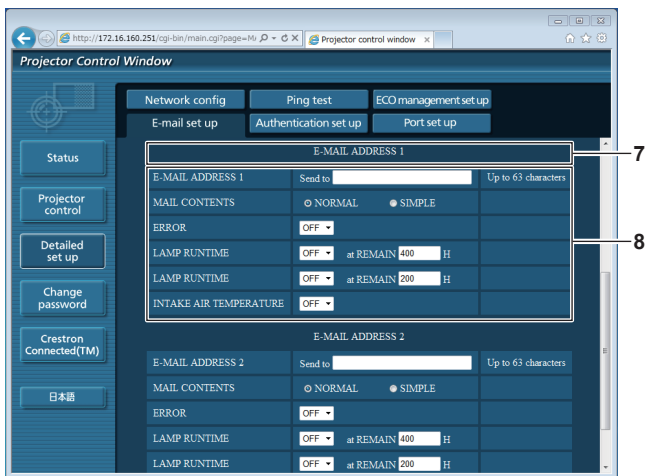 http://172.16.160.251/cgi-bin/main.cgi?page=M
Projector control window
Projector Control Window
Network config Ping test ECO management set up
E-mail set up Authentication set up Port set up
Status
Projector control
Detailed set up
Change password
Crestron Connected(TM)
日本語
E-MAIL ADDRESS 1
7
E-MAIL ADDRESS 1 Send to Up to 63 characters
MAIL CONTENTS NORMAL SIMPLE
ERROR OFF
8
LAMP RUNTIME OFF at REMAIN 400 H
LAMP RUNTIME OFF at REMAIN 200 H
INTAKE AIR TEMPERATURE OFF
E-MAIL ADDRESS 2
E-MAIL ADDRESS 2 Send to Up to 63 characters
MAIL CONTENTS NORMAL SIMPLE
ERROR OFF
LAMP RUNTIME OFF at REMAIN 400 H
LAMP RUNTIME OFF at REMAIN 200 H